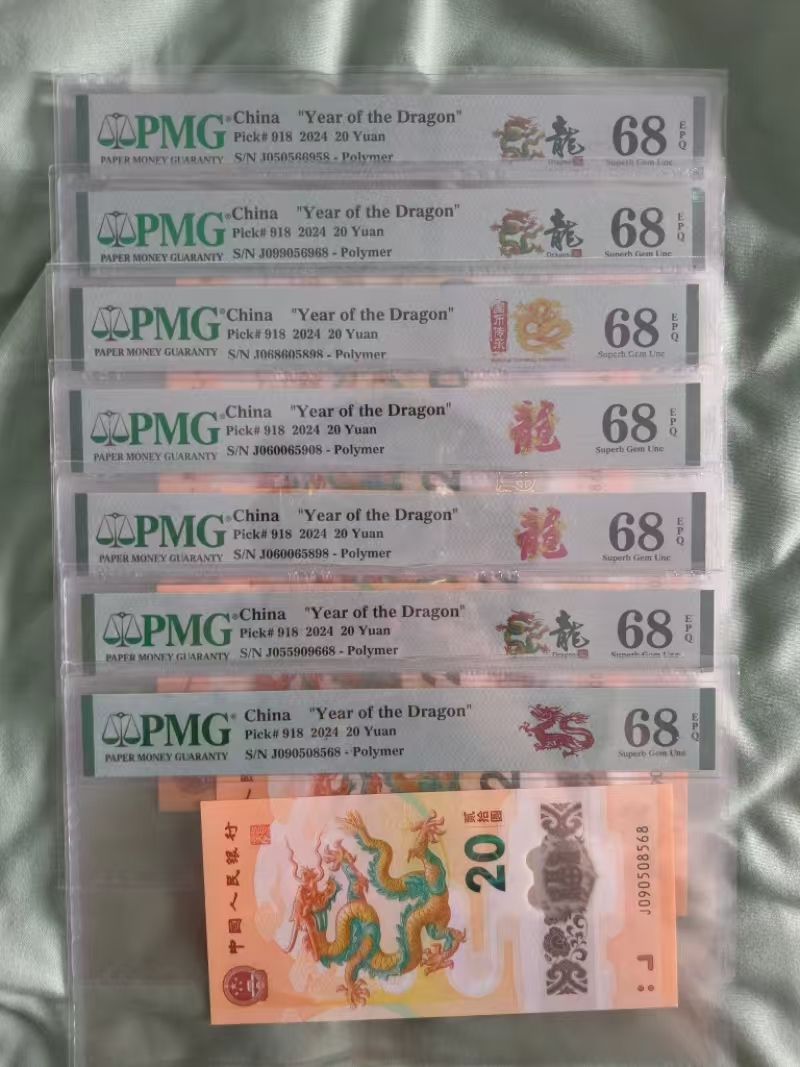 PMG China "Year of the Dragon"
Pick# 918 2024 20 Yuan
PAPER MONEY GUARANTY S/N J050566958 - Polymer
龍
68 EPQ
Superb Gem Unc
PMG China "Year of the Dragon"
Pick# 918 2024 20 Yuan
PAPER MONEY GUARANTY S/N J099056968 - Polymer
龍
68 EPQ
Superb Gem Unc
PMG China "Year of the Dragon"
Pick# 918 2024 20 Yuan
PAPER MONEY GUARANTY S/N J068605898 - Polymer
68 EPQ
Superb Gem Unc
PMG China "Year of the Dragon"
Pick# 918 2024 20 Yuan
PAPER MONEY GUARANTY S/N J060065908 - Polymer
龍
68 EPQ
Superb Gem Unc
PMG China "Year of the Dragon"
Pick# 918 2024 20 Yuan
PAPER MONEY GUARANTY S/N J060065898 - Polymer
龍
68 EPQ
Superb Gem Unc
PMG China "Year of the Dragon"
Pick# 918 2024 20 Yuan
PAPER MONEY GUARANTY S/N J055909668 - Polymer
龍
68 EPQ
Superb Gem Unc
PMG China "Year of the Dragon"
Pick# 918 2024 20 Yuan
PAPER MONEY GUARANTY S/N J090508568 - Polymer
68 EPQ
Superb Gem Unc
中国人民银行
20
贰拾圆
J090508568